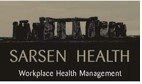 SARSEN HEALTH
Workplace Health Management